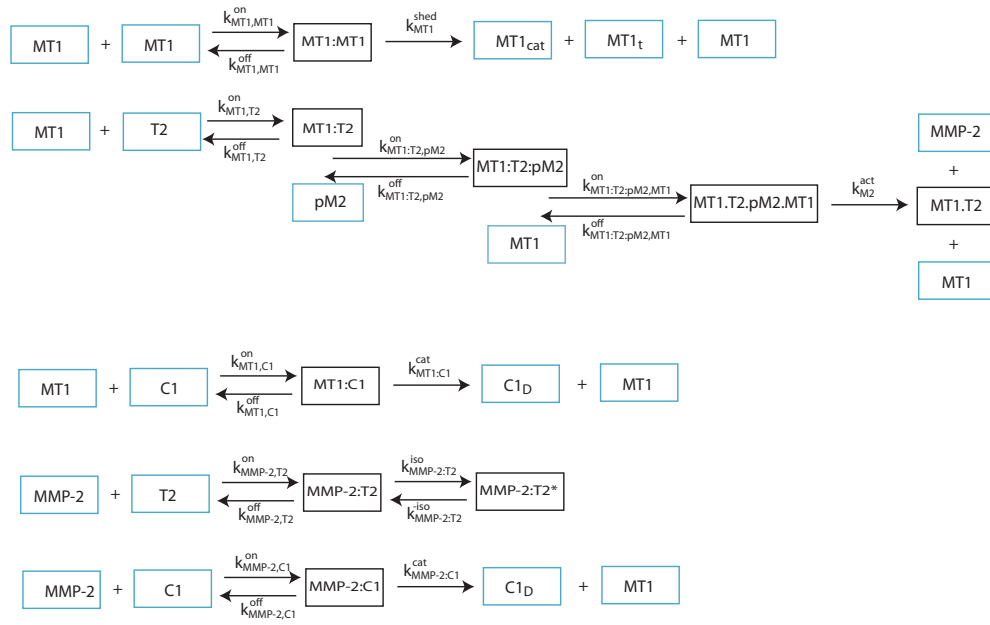 MT1 + MT1 k^on_MT1,MT1 k^off_MT1,MT1 MT1:MT1 k^shed_MT1 MT1cat + MT1t + MT1
MT1 + T2 k^on_MT1,T2 k^off_MT1,T2 MT1:T2
k^on_MT1:T2,pM2 k^off_MT1:T2,pM2 pM2 MT1:T2:pM2
k^on_MT1:T2:pM2,MT1 k^off_MT1:T2:pM2,MT1 MT1 MT1.T2.pM2.MT1 k^act_M2
MMP-2
+
MT1.T2
+
MT1
MT1 + C1 k^on_MT1,C1 k^off_MT1,C1 MT1:C1 k^cat_MT1:C1 C1D + MT1
MMP-2 + T2 k^on_MMP-2,T2 k^off_MMP-2,T2 MMP-2:T2 k^iso_MMP-2:T2 k^-iso_MMP-2:T2 MMP-2:T2*
MMP-2 + C1 k^on_MMP-2,C1 k^off_MMP-2,C1 MMP-2:C1 k^cat_MMP-2:C1 C1D + MT1